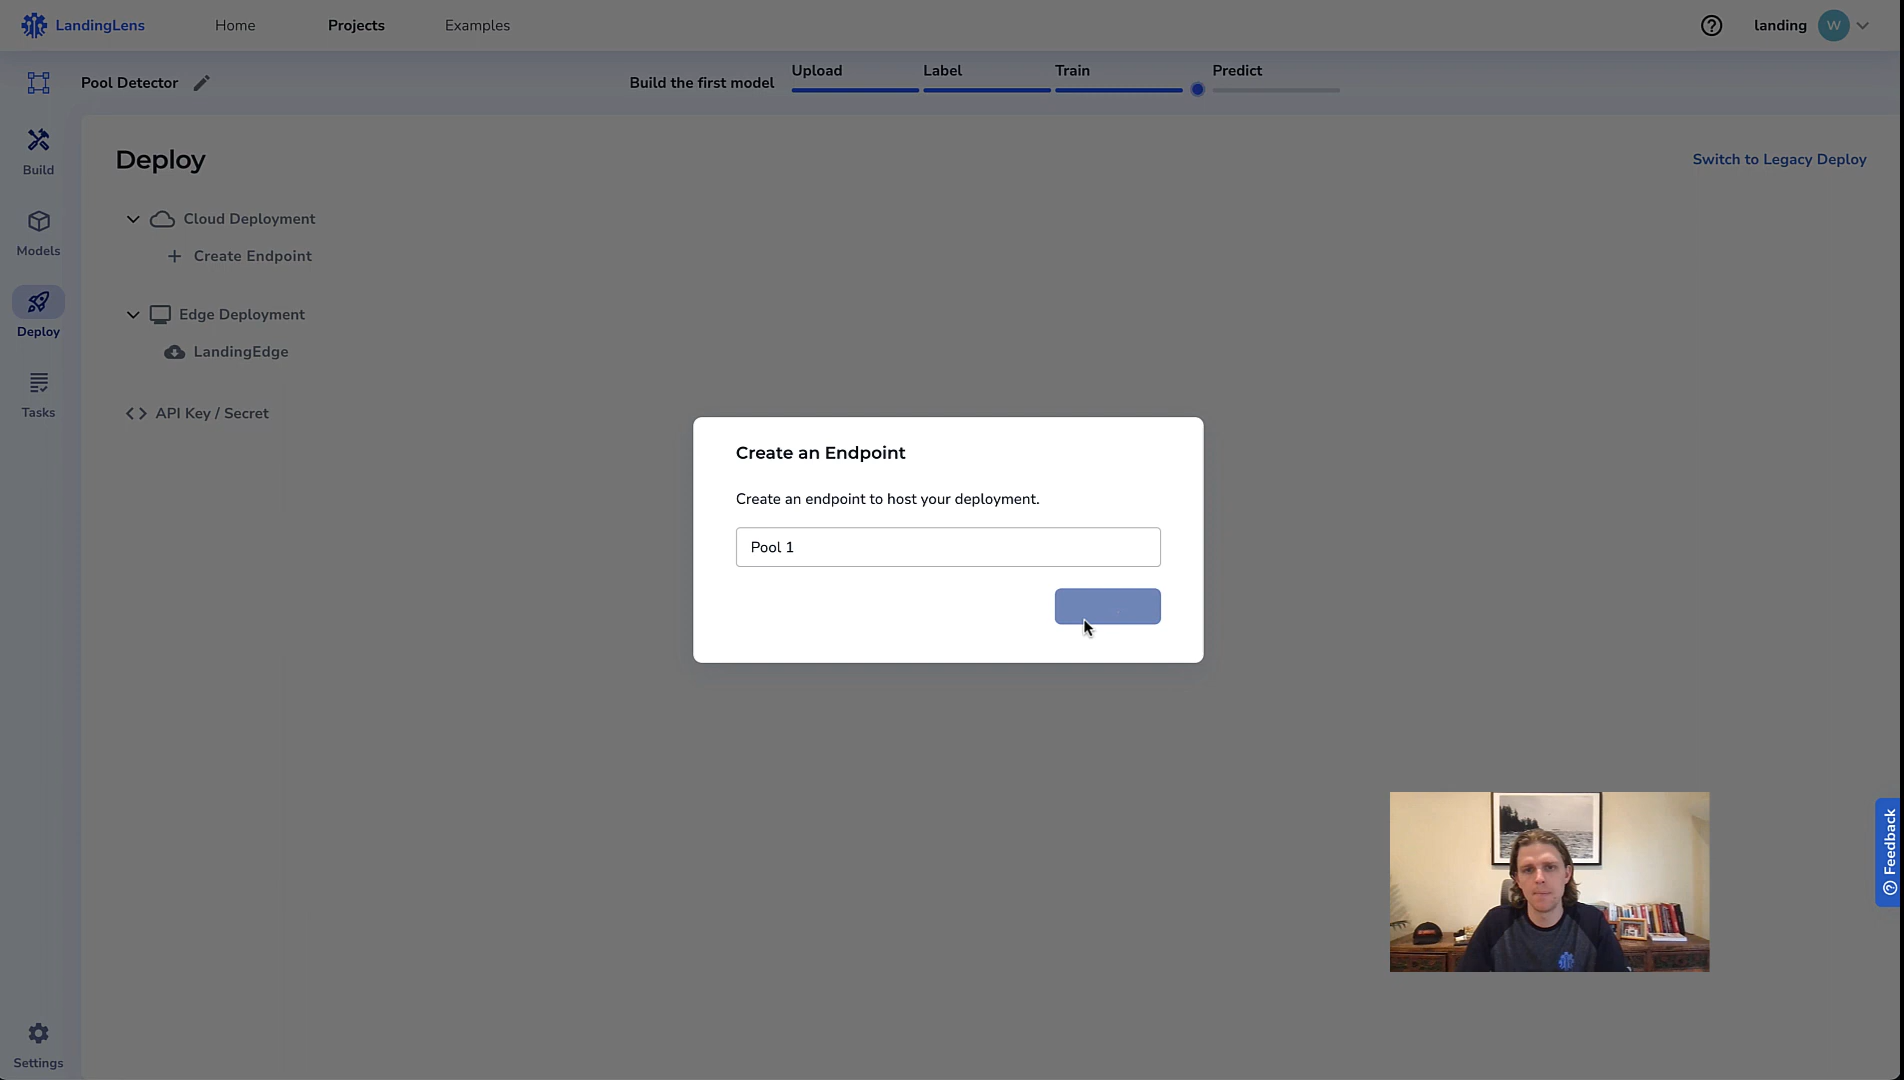 LandingLens
Home
Projects
Examples
landing
W
Pool Detector
Build the first model
Upload
Label
Train
Predict
Build
Models
Deploy
Tasks
Settings
Deploy
Switch to Legacy Deploy
Cloud Deployment
Create Endpoint
Edge Deployment
LandingEdge
API Key / Secret
Create an Endpoint
Create an endpoint to host your deployment.
Pool 1
Feedback